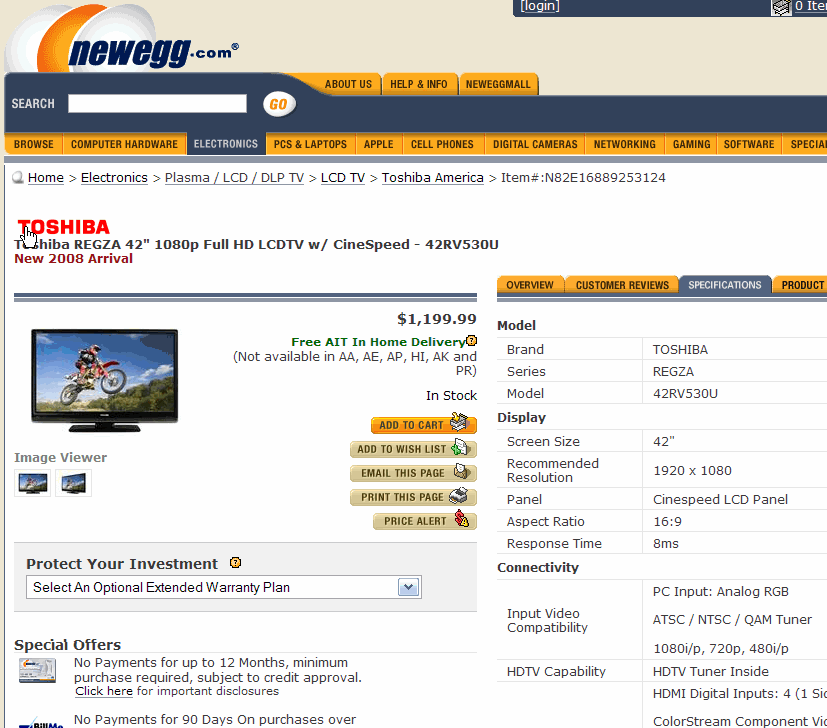 [login]
0 Ite
newegg.com®
ABOUT US
HELP & INFO
NEWEGGMALL
SEARCH
GO
BROWSE
COMPUTER HARDWARE
ELECTRONICS
PCS & LAPTOPS
APPLE
CELL PHONES
DIGITAL CAMERAS
NETWORKING
GAMING
SOFTWARE
SPECIA
Home > Electronics > Plasma / LCD / DLP TV > LCD TV > Toshiba America > Item#:N82E16889253124
TOSHIBA
Toshiba REGZA 42" 1080p Full HD LCDTV w/ CineSpeed - 42RV530U
New 2008 Arrival
$1,199.99
Free AIT In Home Delivery
(Not available in AA, AE, AP, HI, AK and
PR)
In Stock
ADD TO CART
ADD TO WISH LIST
EMAIL THIS PAGE
PRINT THIS PAGE
PRICE ALERT
Image Viewer
Protect Your Investment
Select An Optional Extended Warranty Plan
Special Offers
No Payments for up to 12 Months, minimum
purchase required, subject to credit approval.
Click here for important disclosures
No Payments for 90 Days On purchases over
OVERVIEW
CUSTOMER REVIEWS
SPECIFICATIONS
PRODUCT
Model
Brand TOSHIBA
Series REGZA
Model 42RV530U
Display
Screen Size 42"
Recommended
Resolution 1920 x 1080
Panel Cinespeed LCD Panel
Aspect Ratio 16:9
Response Time 8ms
Connectivity
Input Video
Compatibility
PC Input: Analog RGB
ATSC / NTSC / QAM Tuner
1080i/p, 720p, 480i/p
HDTV Capability HDTV Tuner Inside
HDMI Digital Inputs: 4 (1 Sid
ColorStream Component Vid